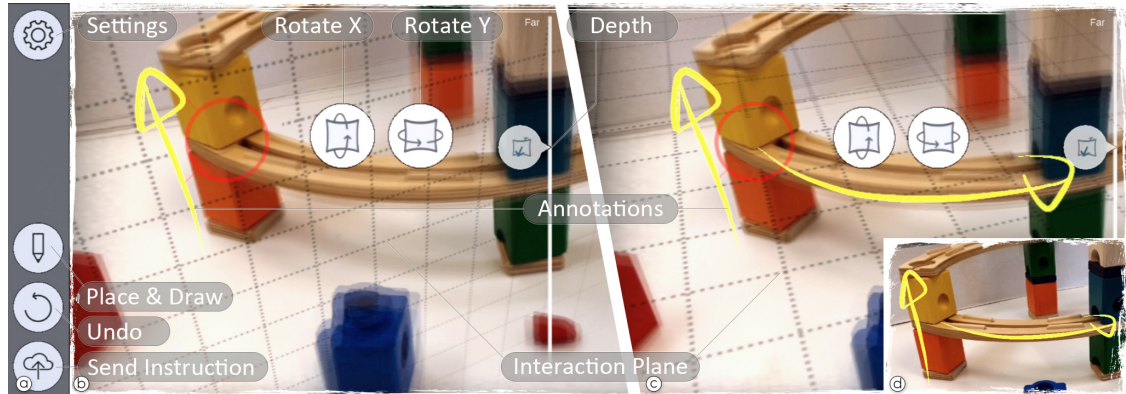 Settings
Rotate X
Rotate Y
Far
Depth
Far
Annotations
Place & Draw
Undo
Send Instruction
Interaction Plane
a
b
c
d